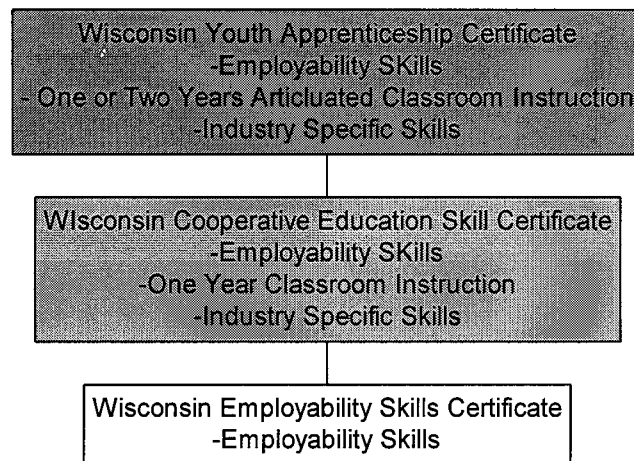 Wisconsin Youth Apprenticeship Certificate
-Employability SKills
- One or Two Years Articluated Classroom Instruction
-Industry Specific Skills
WIsconsin Cooperative Education Skill Certificate
-Employability SKills
-One Year Classroom Instruction
-Industry Specific Skills
Wisconsin Employability Skills Certificate
-Employability Skills